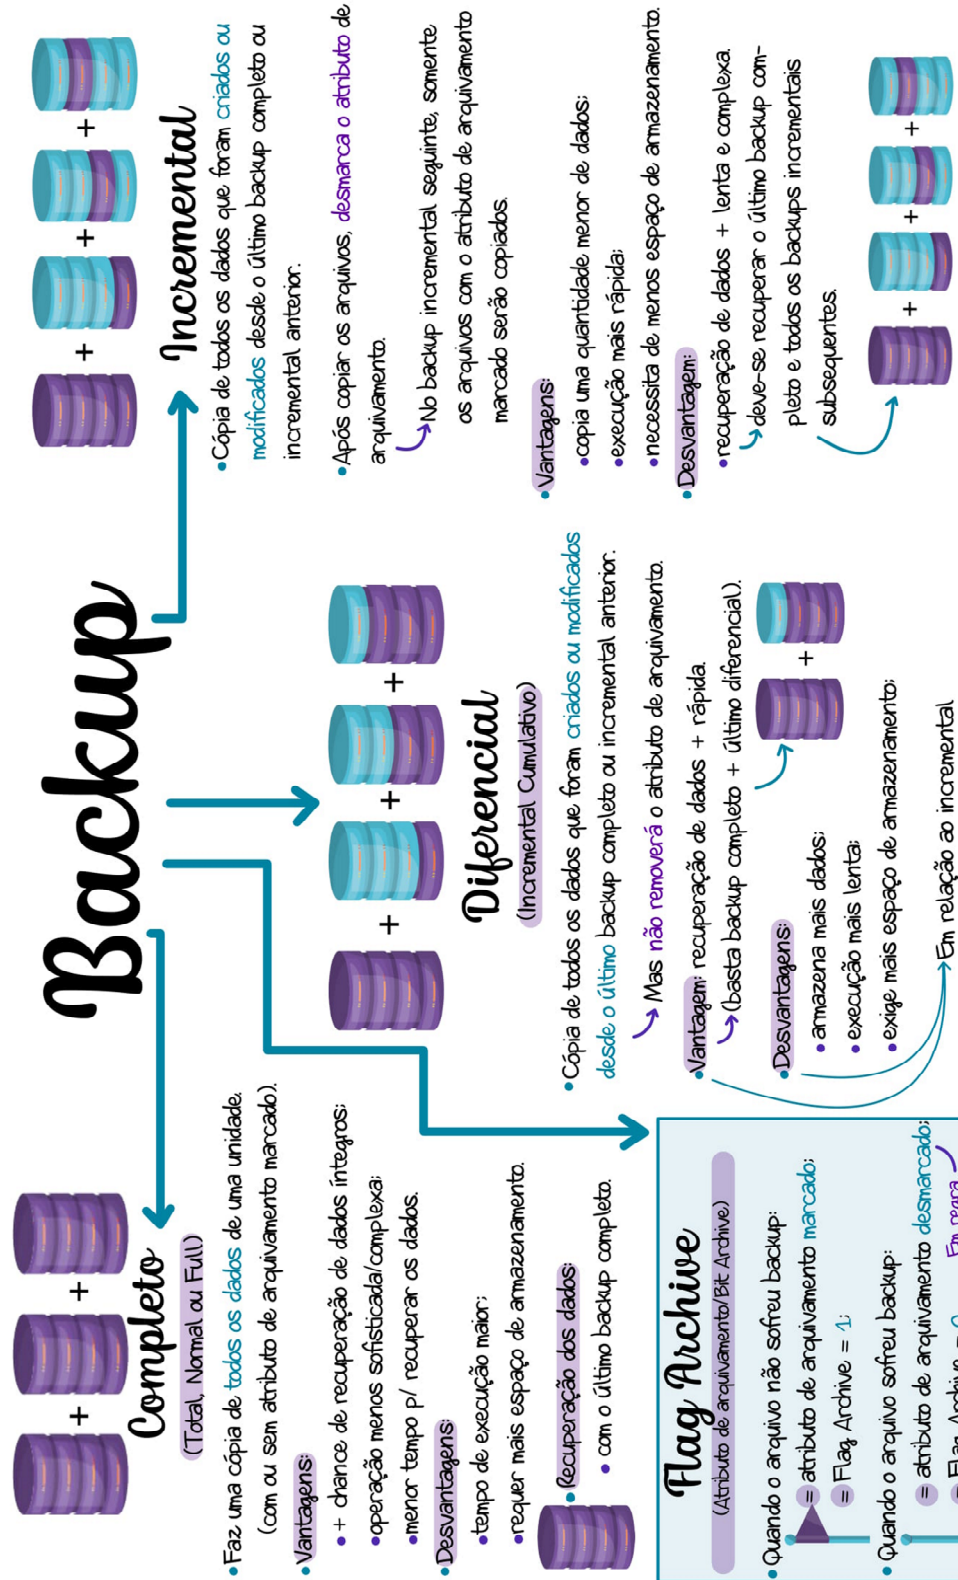 Backup
Completo
(Total, Normal ou Full)
• Faz uma cópia de todos os dados de uma unidade.
(com ou sem atributo de arquivamento marcado).
• Vantagens:
• + chance de recuperação de dados íntegros;
• operação menos sofisticada/complexa;
• menor tempo p/ recuperar os dados.
• Desvantagens:
• tempo de execução maior;
• requer mais espaço de armazenamento.
• Recuperação dos dados:
• com o último backup completo.
Flag Archive
(Atributo de arquivamento/Bit Archive)
• Quando o arquivo não sofreu backup:
= atributo de arquivamento marcado;
= Flag Archive = 1;
• Quando o arquivo sofreu backup:
= atributo de arquivamento desmarcado;
= Flag Archive = 0
Em regra
Diferencial
(Incremental Cumulativo)
• Cópia de todos os dados que foram criados ou modificados
desde o último backup completo ou incremental anterior.
Mas não removerá o atributo de arquivamento.
• Vantagem: recuperação de dados + rápida.
(basta backup completo + último diferencial).
• Desvantagens:
• armazena mais dados;
• execução mais lenta;
• exige mais espaço de armazenamento;
Em relação ao incremental
Incremental
• Cópia de todos os dados que foram criados ou
modificados desde o último backup completo ou
incremental anterior.
• Após copiar os arquivos, desmarca o atributo de
arquivamento.
No backup incremental seguinte, somente
os arquivos com o atributo de arquivamento
marcado serão copiados.
• Vantagens:
• copia uma quantidade menor de dados;
• execução mais rápida;
• necessita de menos espaço de armazenamento.
• Desvantagem:
• recuperação de dados + lenta e complexa.
deve-se recuperar o último backup com-
pleto e todos os backups incrementais
subsequentes.